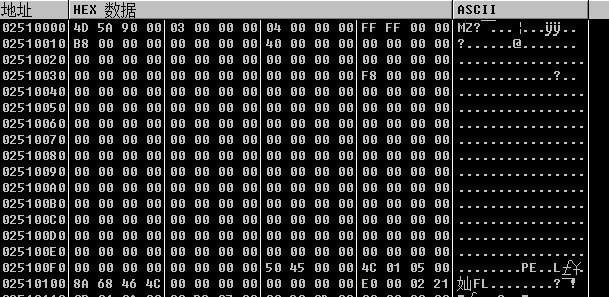 地址 HEX 数据 ASCII
02510000 4D 5A 90 00 03 00 00 00 04 00 00 00 FF FF 00 00 MZ?.....ijij..
02510010 B8 00 00 00 00 00 00 00 40 00 00 00 00 00 00 00 ?.......@.......
02510020 00 00 00 00 00 00 00 00 00 00 00 00 00 00 00 00 ................
02510030 00 00 00 00 00 00 00 00 00 00 00 00 F8 00 00 00 ............?..
02510040 00 00 00 00 00 00 00 00 00 00 00 00 00 00 00 00 ................
02510050 00 00 00 00 00 00 00 00 00 00 00 00 00 00 00 00 ................
02510060 00 00 00 00 00 00 00 00 00 00 00 00 00 00 00 00 ................
02510070 00 00 00 00 00 00 00 00 00 00 00 00 00 00 00 00 ................
02510080 00 00 00 00 00 00 00 00 00 00 00 00 00 00 00 00 ................
02510090 00 00 00 00 00 00 00 00 00 00 00 00 00 00 00 00 ................
025100A0 00 00 00 00 00 00 00 00 00 00 00 00 00 00 00 00 ................
025100B0 00 00 00 00 00 00 00 00 00 00 00 00 00 00 00 00 ................
025100C0 00 00 00 00 00 00 00 00 00 00 00 00 00 00 00 00 ................
025100D0 00 00 00 00 00 00 00 00 00 00 00 00 00 00 00 00 ................
025100E0 00 00 00 00 00 00 00 00 00 00 00 00 00 00 00 00 ................
025100F0 00 00 00 00 00 00 00 00 50 45 00 00 4C 01 05 00 ........PE..L
02510100 8A 68 46 4C 00 00 00 00 00 00 00 00 E0 00 02 21 奾FL........?